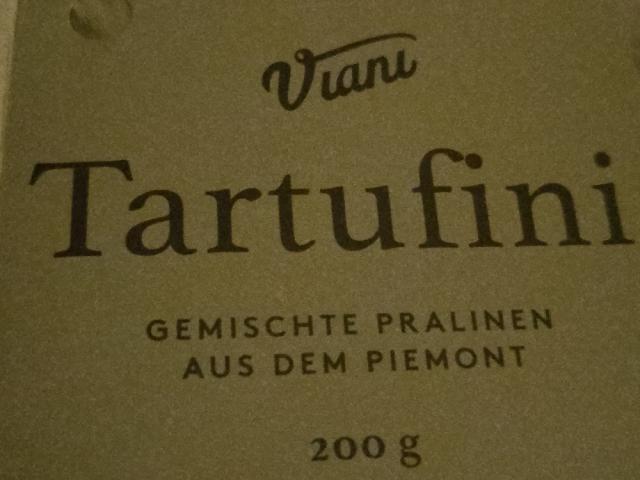 Viani
Tartufini
GEMISCHTE PRALINEN
AUS DEM PIEMONT
200 g